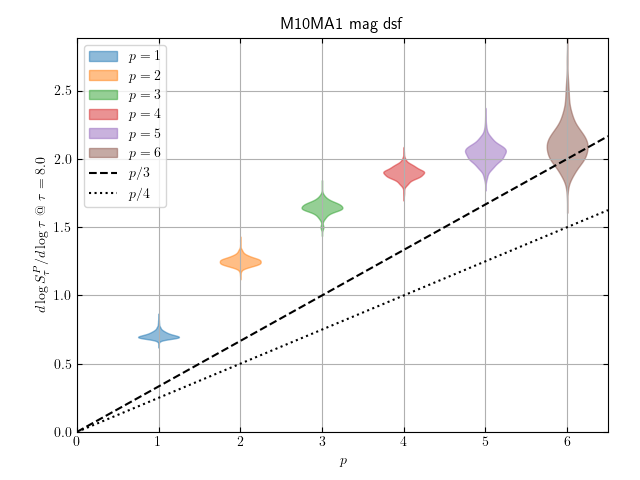 M10MA1 mag dsf
d log S_τ^P / d log τ @ τ = 8.0
2.5
2.0
1.5
1.0
0.5
0.0
p = 1
p = 2
p = 3
p = 4
p = 5
p = 6
p/3
p/4
0 1 2 3 4 5 6
p